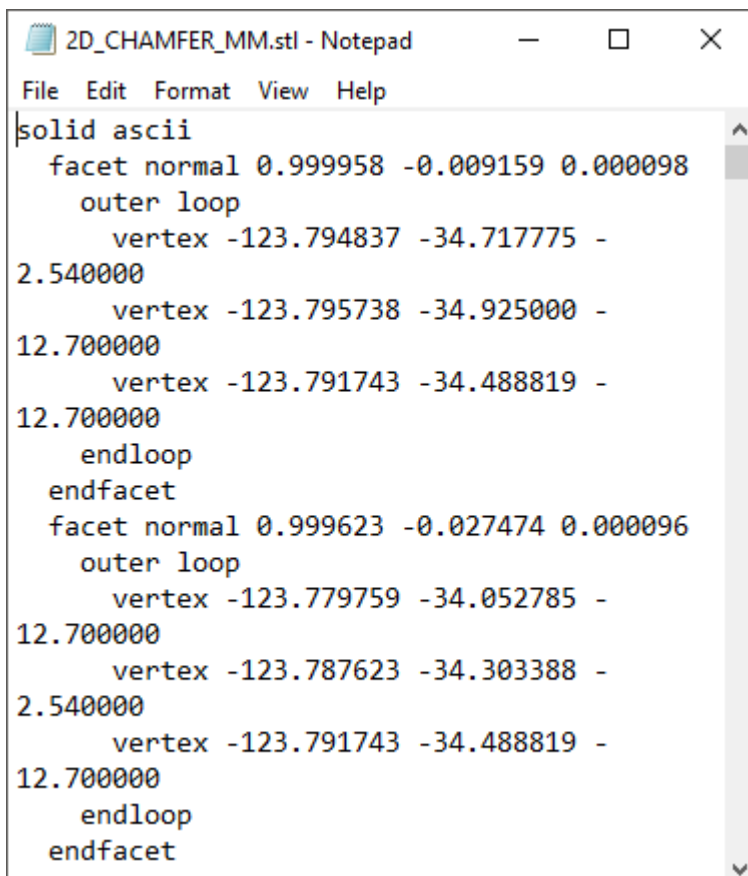 2D_CHAMFER_MM.stl - Notepad
File Edit Format View Help
solid ascii
  facet normal 0.999958 -0.009159 0.000098
    outer loop
      vertex -123.794837 -34.717775 -
2.540000
      vertex -123.795738 -34.925000 -
12.700000
      vertex -123.791743 -34.488819 -
12.700000
    endloop
  endfacet
  facet normal 0.999623 -0.027474 0.000096
    outer loop
      vertex -123.779759 -34.052785 -
12.700000
      vertex -123.787623 -34.303388 -
2.540000
      vertex -123.791743 -34.488819 -
12.700000
    endloop
  endfacet